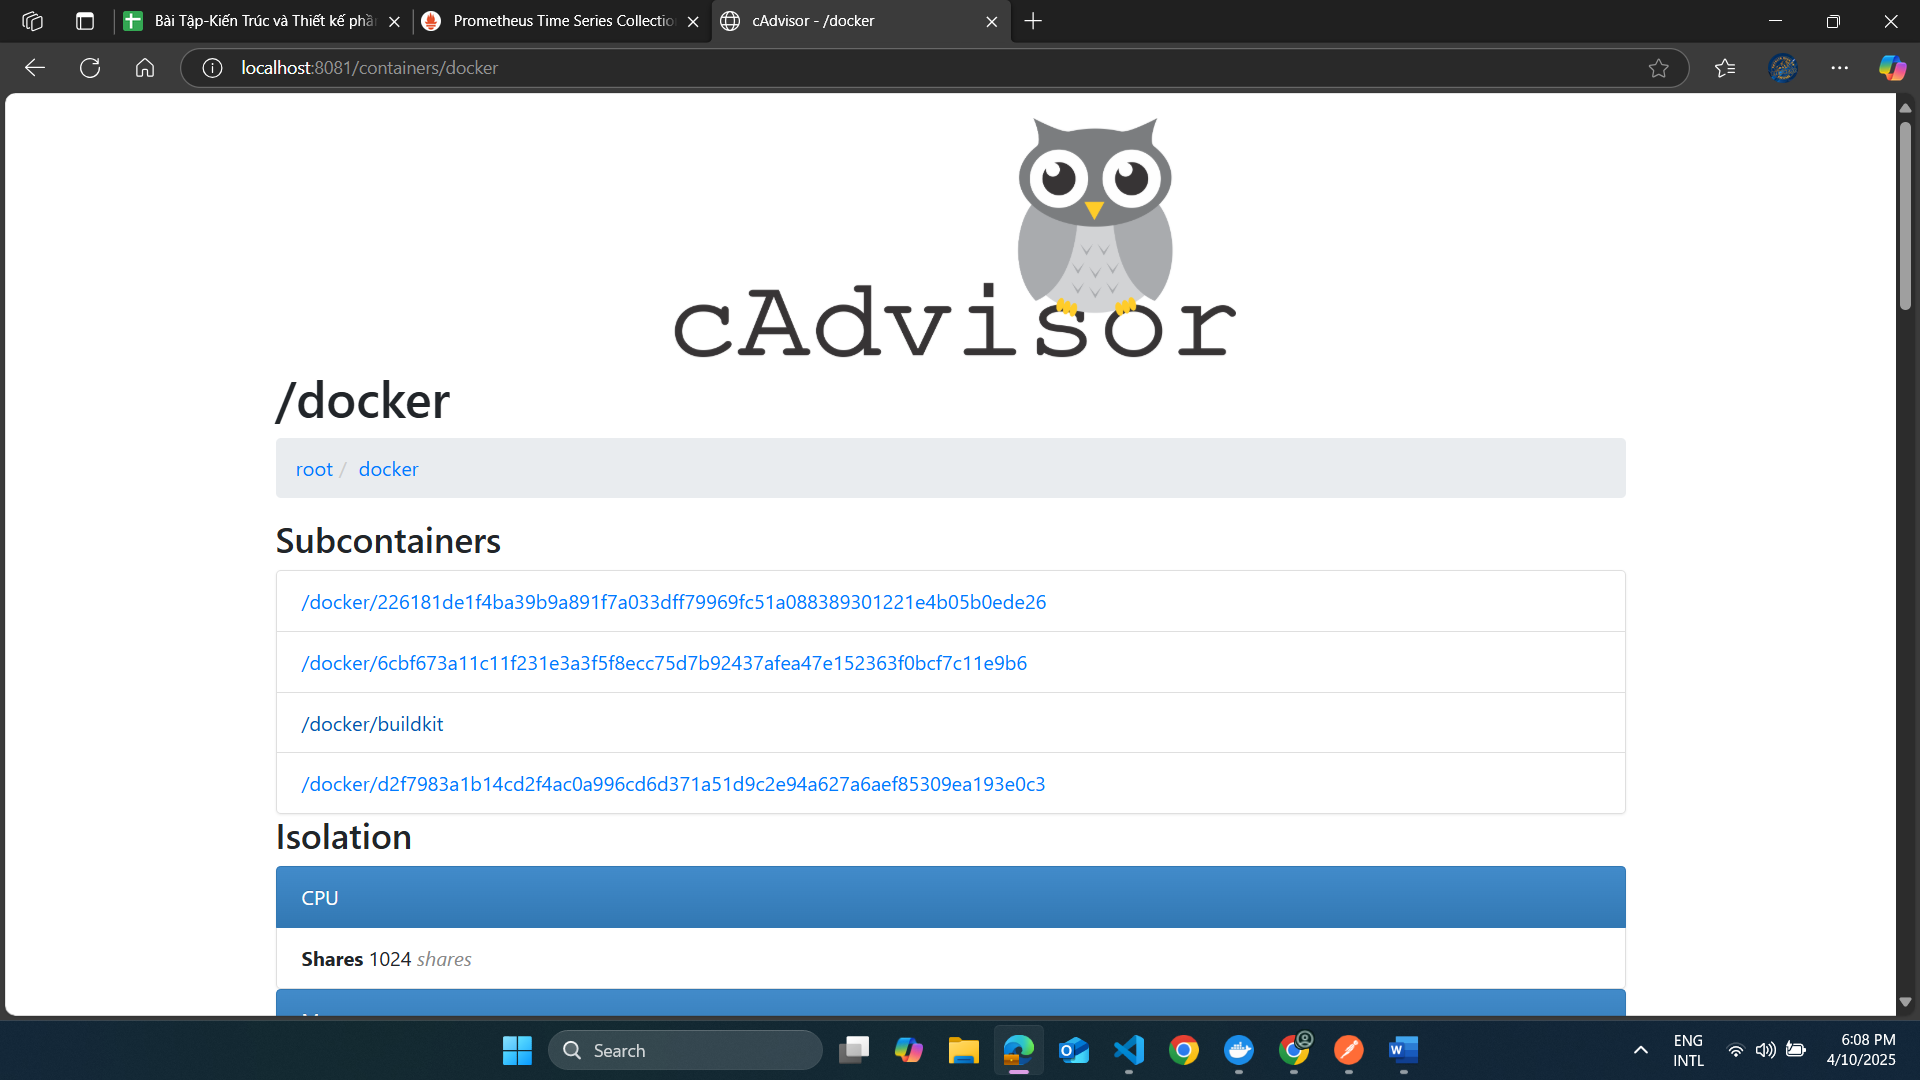 Bài Tập-Kiến Trúc và Thiết kế phần
Prometheus Time Series Collectio
cAdvisor - /docker
localhost:8081/containers/docker
cAdvisor
/docker
root / docker
Subcontainers
/docker/226181de1f4ba39b9a891f7a033dff79969fc51a088389301221e4b05b0ede26
/docker/6cbf673a11c11f231e3a3f5f8ecc75d7b92437afea47e152363f0bcf7c11e9b6
/docker/buildkit
/docker/d2f7983a1b14cd2f4ac0a996cd6d371a51d9c2e94a627a6aef85309ea193e0c3
Isolation
CPU
Shares 1024 shares
Search
ENG
INTL
6:08 PM
4/10/2025